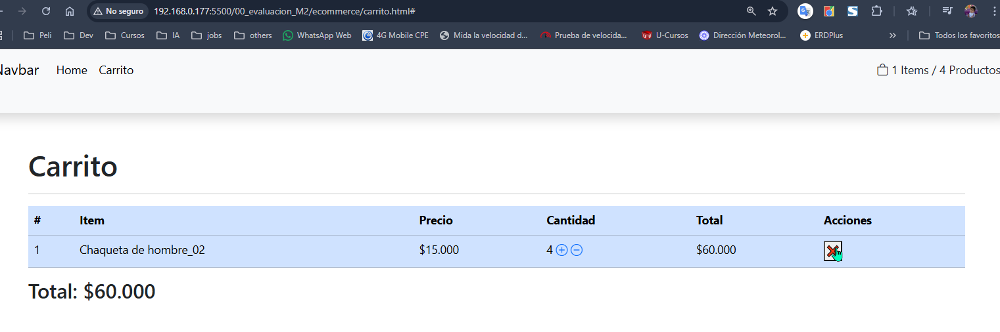 No seguro 192.168.0.177:5500/00_evaluacion_M2/ecommerce/carrito.html#
Peli Dev Cursos IA jobs others WhatsApp Web 4G Mobile CPE Mida la velocidad d... Prueba de velocida... U-Cursos Dirección Meteorol... ERDPlus » Todos los favoritos
Navbar Home Carrito 1 Items / 4 Productos
Carrito
# Item Precio Cantidad Total Acciones
1 Chaqueta de hombre_02 $15.000 4 $60.000
Total: $60.000